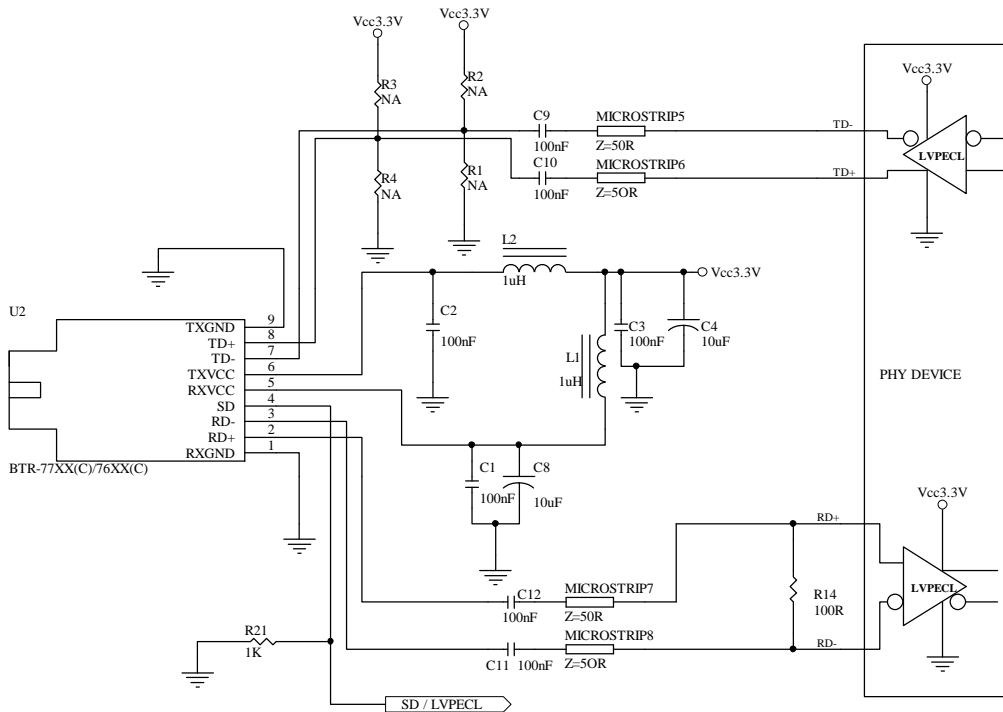 Vcc3.3V
Vcc3.3V
R3
NA
R2
NA
R4
NA
R1
NA
C9
100nF
MICROSTRIP5
Z=50R
C10
100nF
MICROSTRIP6
Z=5OR
TD-
TD+
Vcc3.3V
LVPECL
L2
1uH
Vcc3.3V
C2
100nF
C3
100nF
C4
10uF
L1
1uH
PHY DEVICE
U2
TXGND
9
TD+
8
TD-
7
TXVCC
6
RXVCC
5
SD
4
RD-
3
RD+
2
RXGND
1
BTR-77XX(C)/76XX(C)
C1
100nF
C8
10uF
Vcc3.3V
RD+
LVPECL
R14
100R
RD-
C12
100nF
MICROSTRIP7
Z=50R
C11
100nF
MICROSTRIP8
Z=5OR
R21
1K
SD / LVPECL